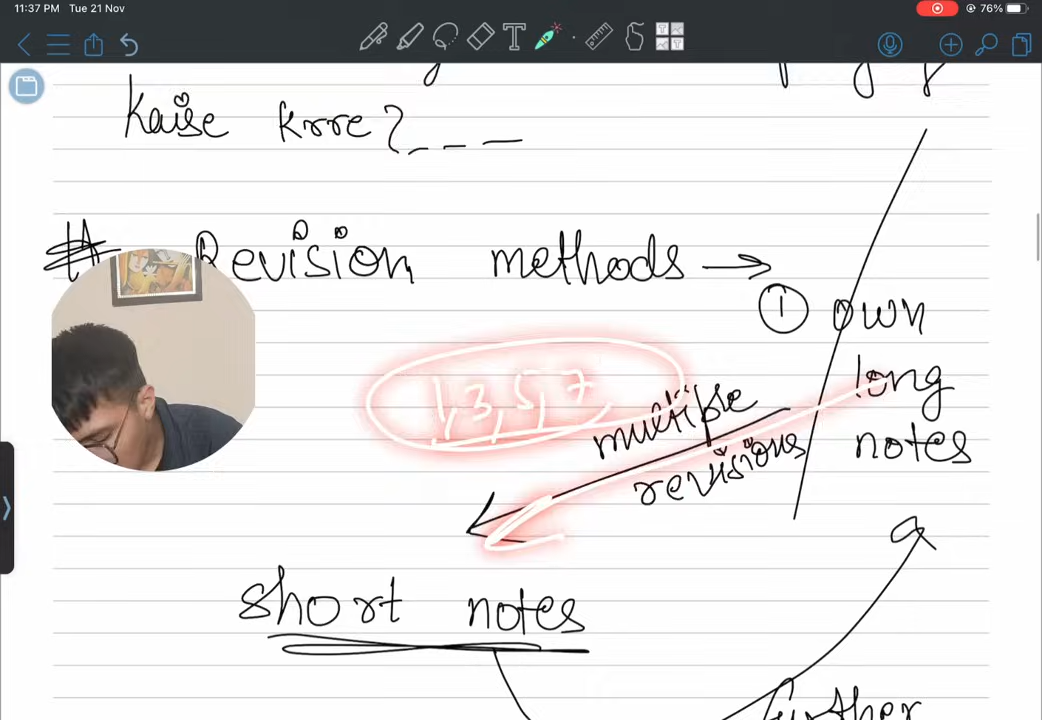 11:37 PM Tue 21 Nov
76%
Kaise krre?---
# Revision methods →
① own
long
notes
1,3,5,7
multiple
revisions
short notes
further